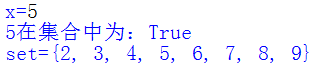 x=5
5在集合中为：True
set={2, 3, 4, 5, 6, 7, 8, 9}